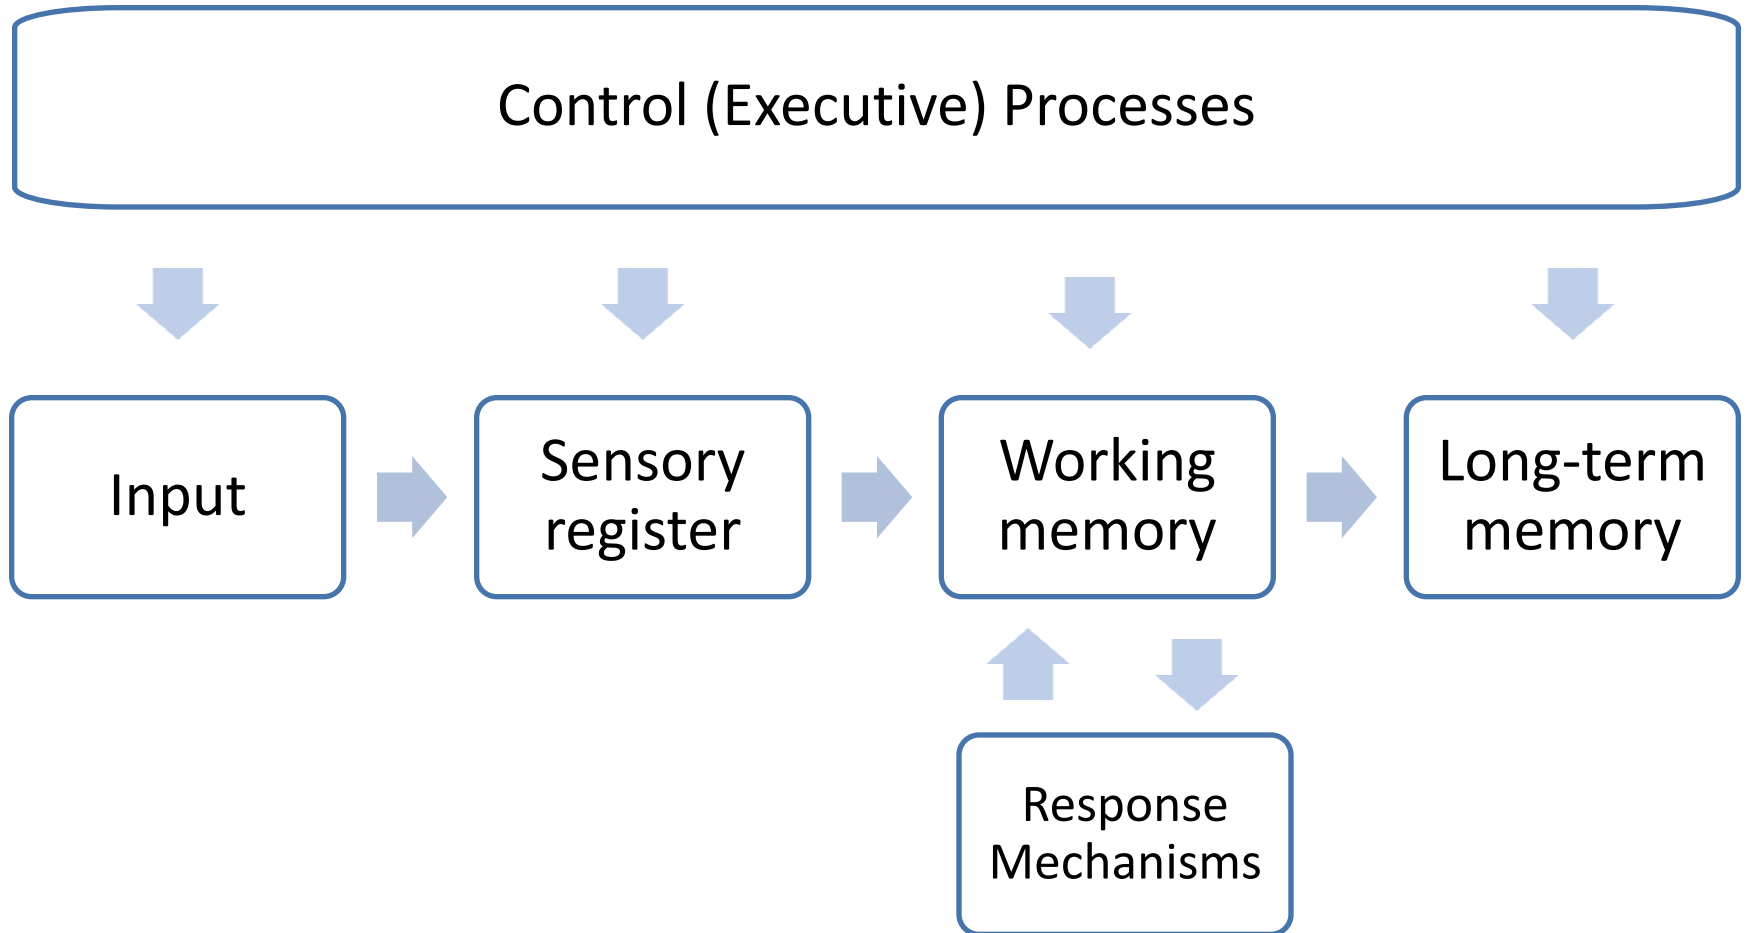 Control (Executive) Processes
Input
Sensory
register
Working
memory
Long-term
memory
Response
Mechanisms